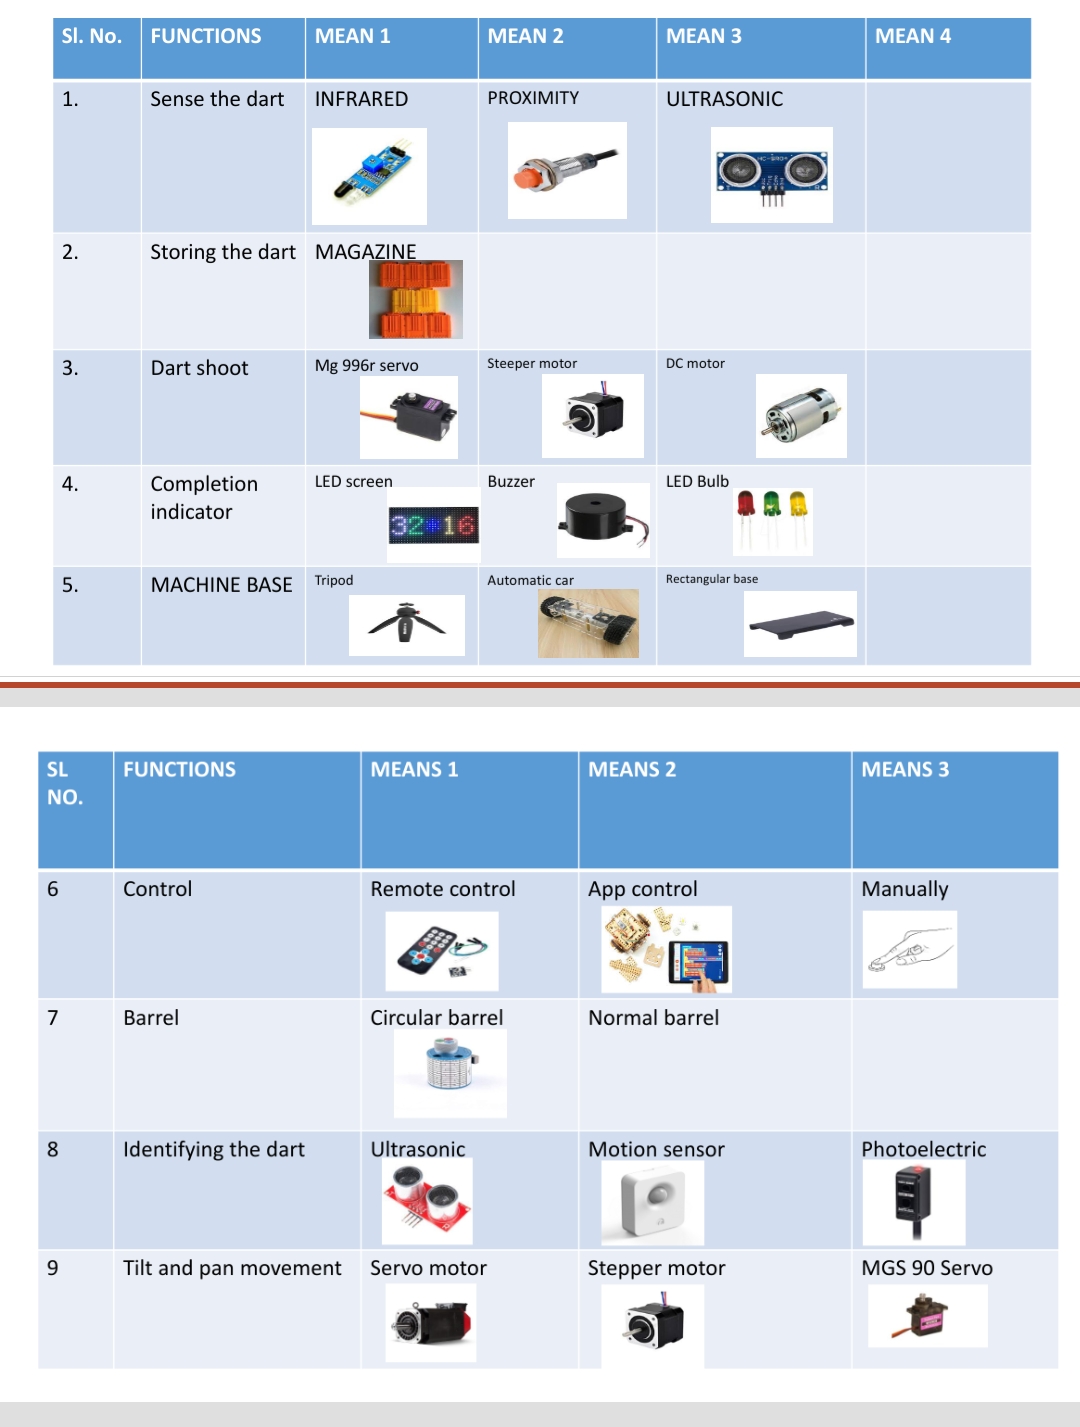 Sl. No. FUNCTIONS MEAN 1 MEAN 2 MEAN 3 MEAN 4
1. Sense the dart INFRARED PROXIMITY ULTRASONIC
HC-SR04
2. Storing the dart MAGAZINE
3. Dart shoot Mg 996r servo Steeper motor DC motor
4. Completion indicator LED screen Buzzer LED Bulb
32*16
5. MACHINE BASE Tripod Automatic car Rectangular base
SL NO. FUNCTIONS MEANS 1 MEANS 2 MEANS 3
6 Control Remote control App control Manually
7 Barrel Circular barrel Normal barrel
8 Identifying the dart Ultrasonic Motion sensor Photoelectric
9 Tilt and pan movement Servo motor Stepper motor MGS 90 Servo